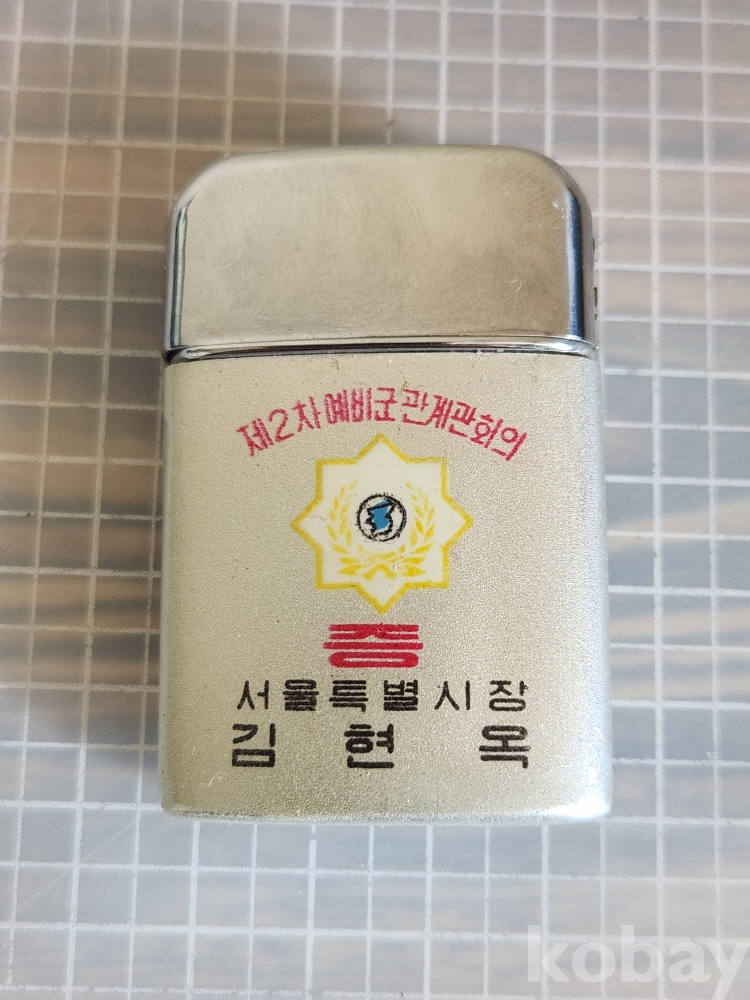 제2차예비군관계관회의
증
서울특별시장
김현옥
kobay